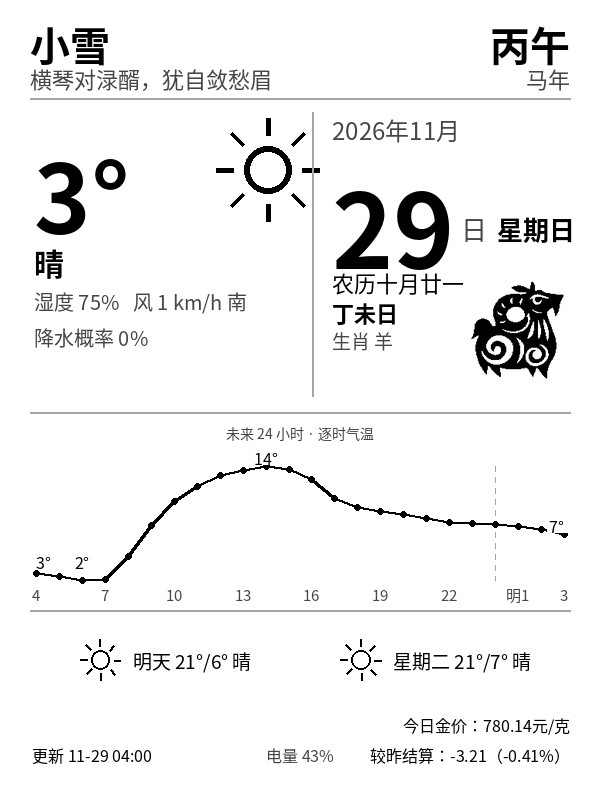 小雪
丙午
横琴对渌醑，犹自敛愁眉
马年
3°
晴
湿度 75% 风 1 km/h 南
降水概率 0%
2026年11月
29 日 星期日
农历十月廿一
丁未日
生肖 羊
未来 24 小时 · 逐时气温
3° 2° 14° 7°
4 7 10 13 16 19 22 明1 3
明天 21°/6° 晴
星期二 21°/7° 晴
今日金价：780.14元/克
更新 11-29 04:00
电量 43%
较昨结算：-3.21（-0.41%）